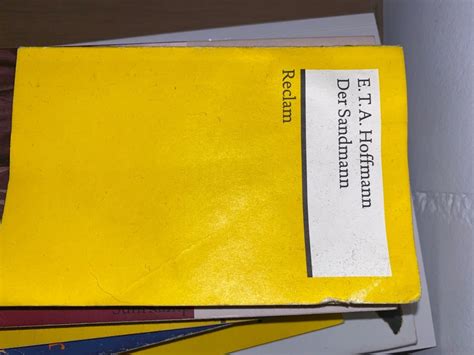 E. T. A. Hoffmann
Der Sandmann
Reclam